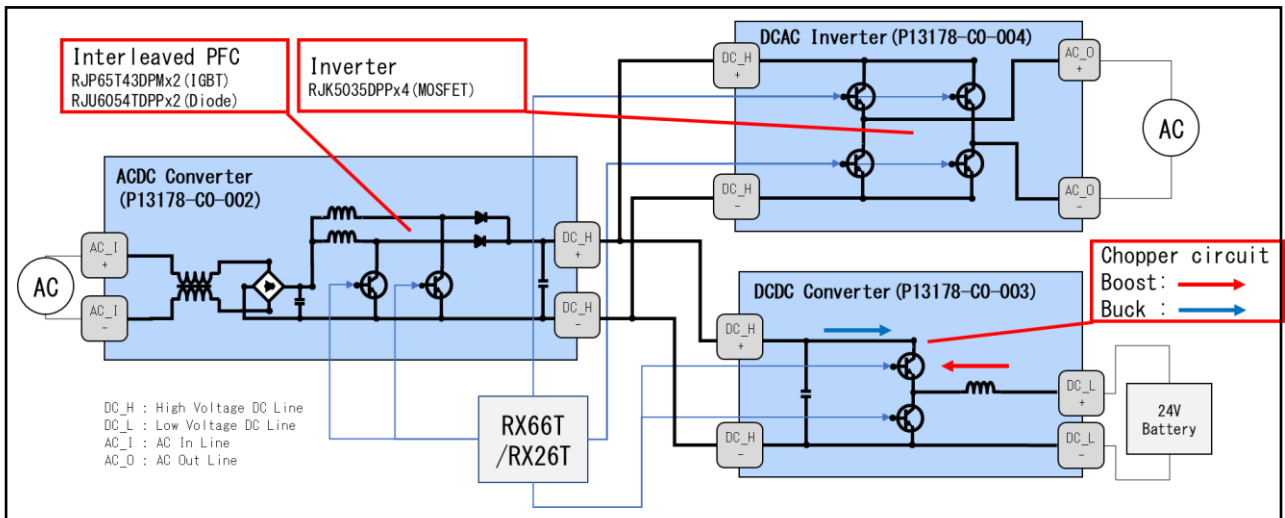 Interleaved PFC
RJP65T43DPMx2(IGBT)
RJU6054TDPPx2(Diode)
Inverter
RJK5035DPPx4(MOSFET)
DCAC Inverter(P13178-CO-004)
DC_H
+
DC_H
-
AC_O
+
AC_O
-
AC
ACDC Converter
(P13178-CO-002)
AC
AC_I
+
AC_I
-
DC_H
+
DC_H
-
Chopper circuit
Boost:
Buck :
DCDC Converter(P13178-CO-003)
DC_H
+
DC_H
-
DC_L
+
DC_L
-
24V
Battery
RX66T
/RX26T
DC_H : High Voltage DC Line
DC_L : Low Voltage DC Line
AC_I : AC In Line
AC_O : AC Out Line